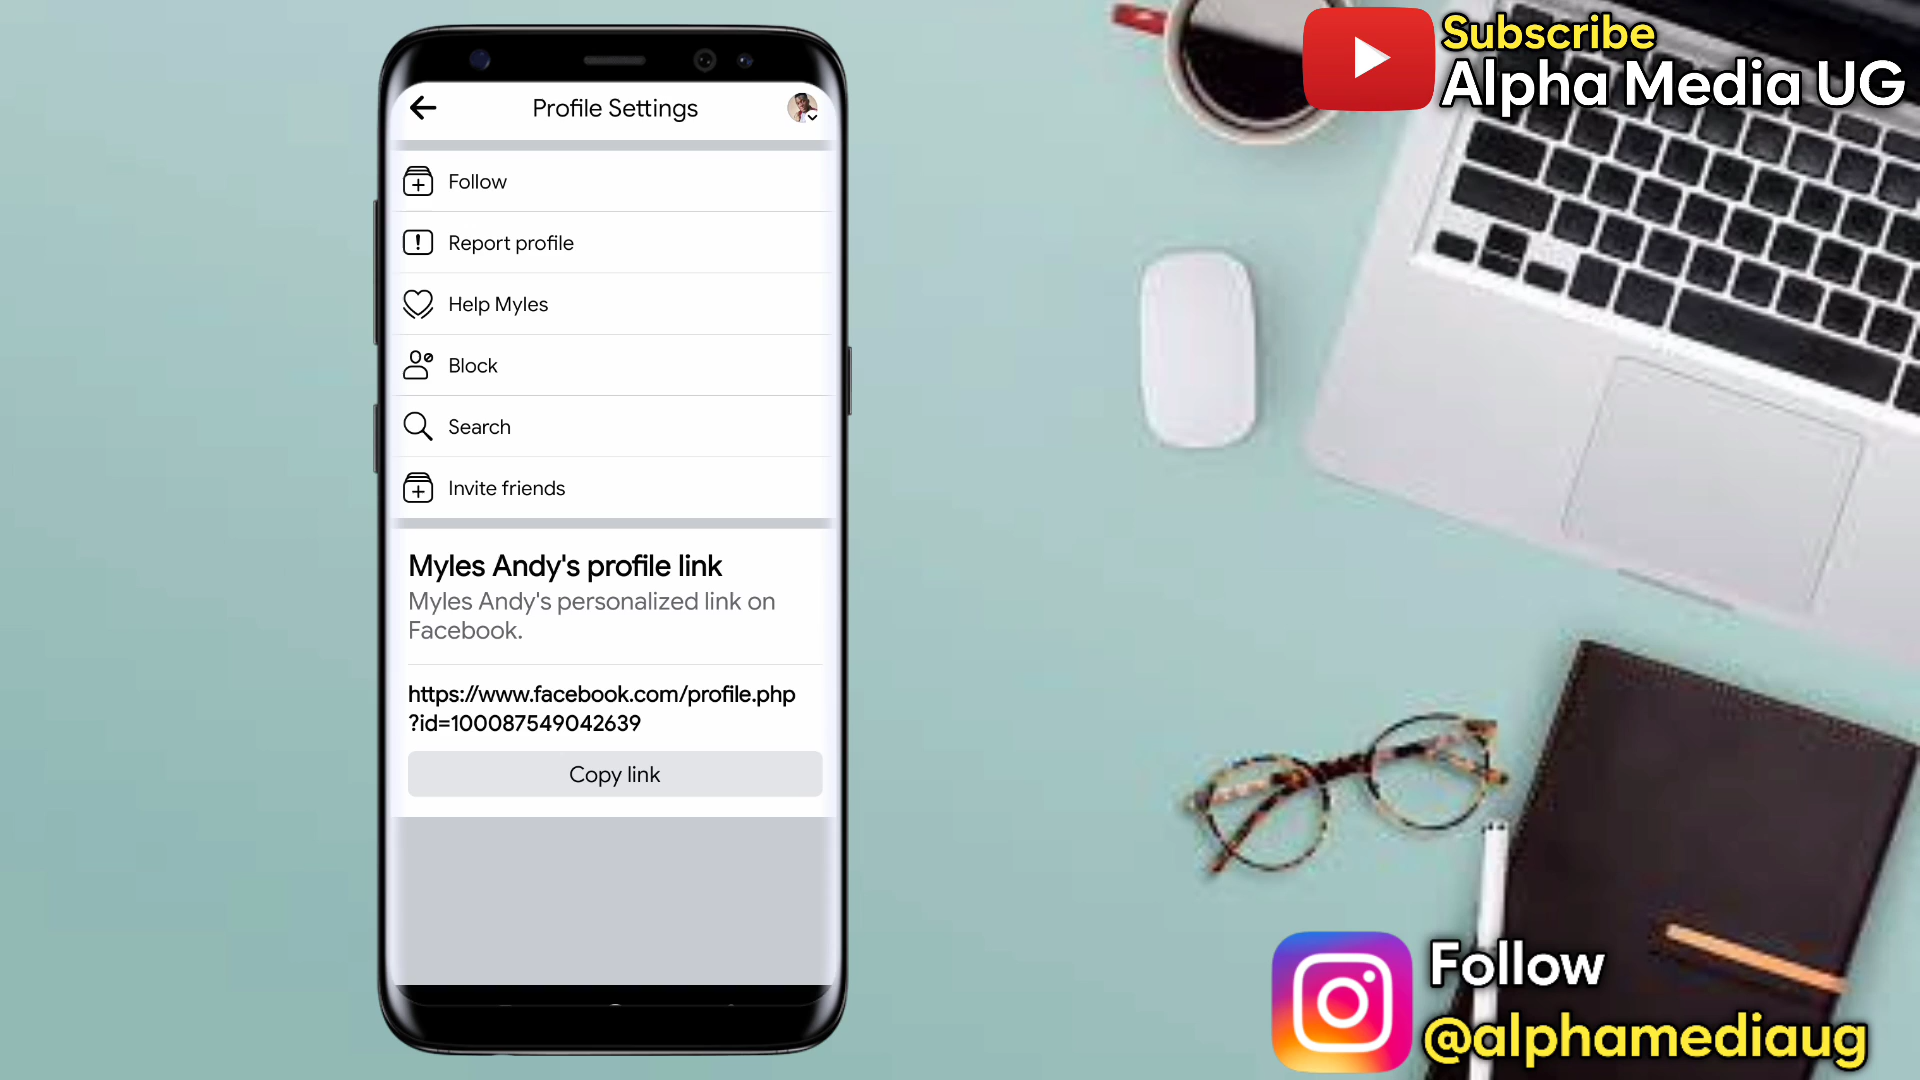 Profile Settings
Follow
Report profile
Help Myles
Block
Search
Invite friends
Myles Andy's profile link
Myles Andy's personalized link on
Facebook.
https://www.facebook.com/profile.php
?id=100087549042639
Copy link
Subscribe
Alpha Media UG
Follow
@alphamediaug